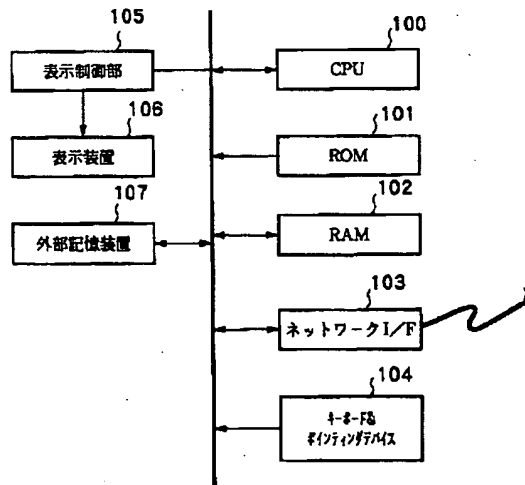 105
表示制御部
106
表示装置
107
外部記憶装置
100
CPU
101
ROM
102
RAM
103
ネットワークI/F
104
キーボード&
ポインティングデバイス